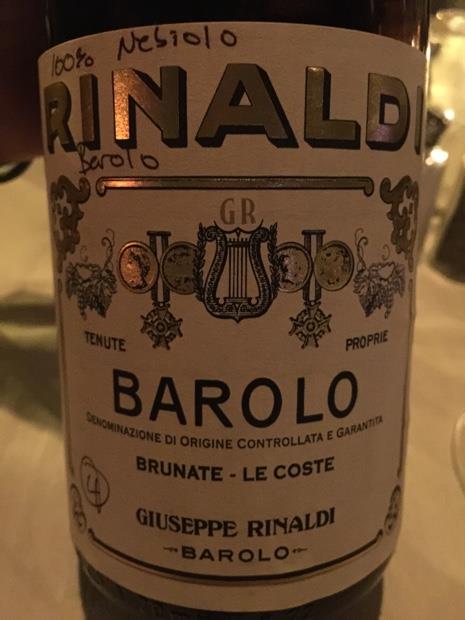 100% Nebiolo
RINALDI
Barolo
GR
TENUTE
PROPRIE
BAROLO
DENOMINAZIONE DI ORIGINE CONTROLLATA E GARANTITA
BRUNATE - LE COSTE
4
GIUSEPPE RINALDI
BAROLO